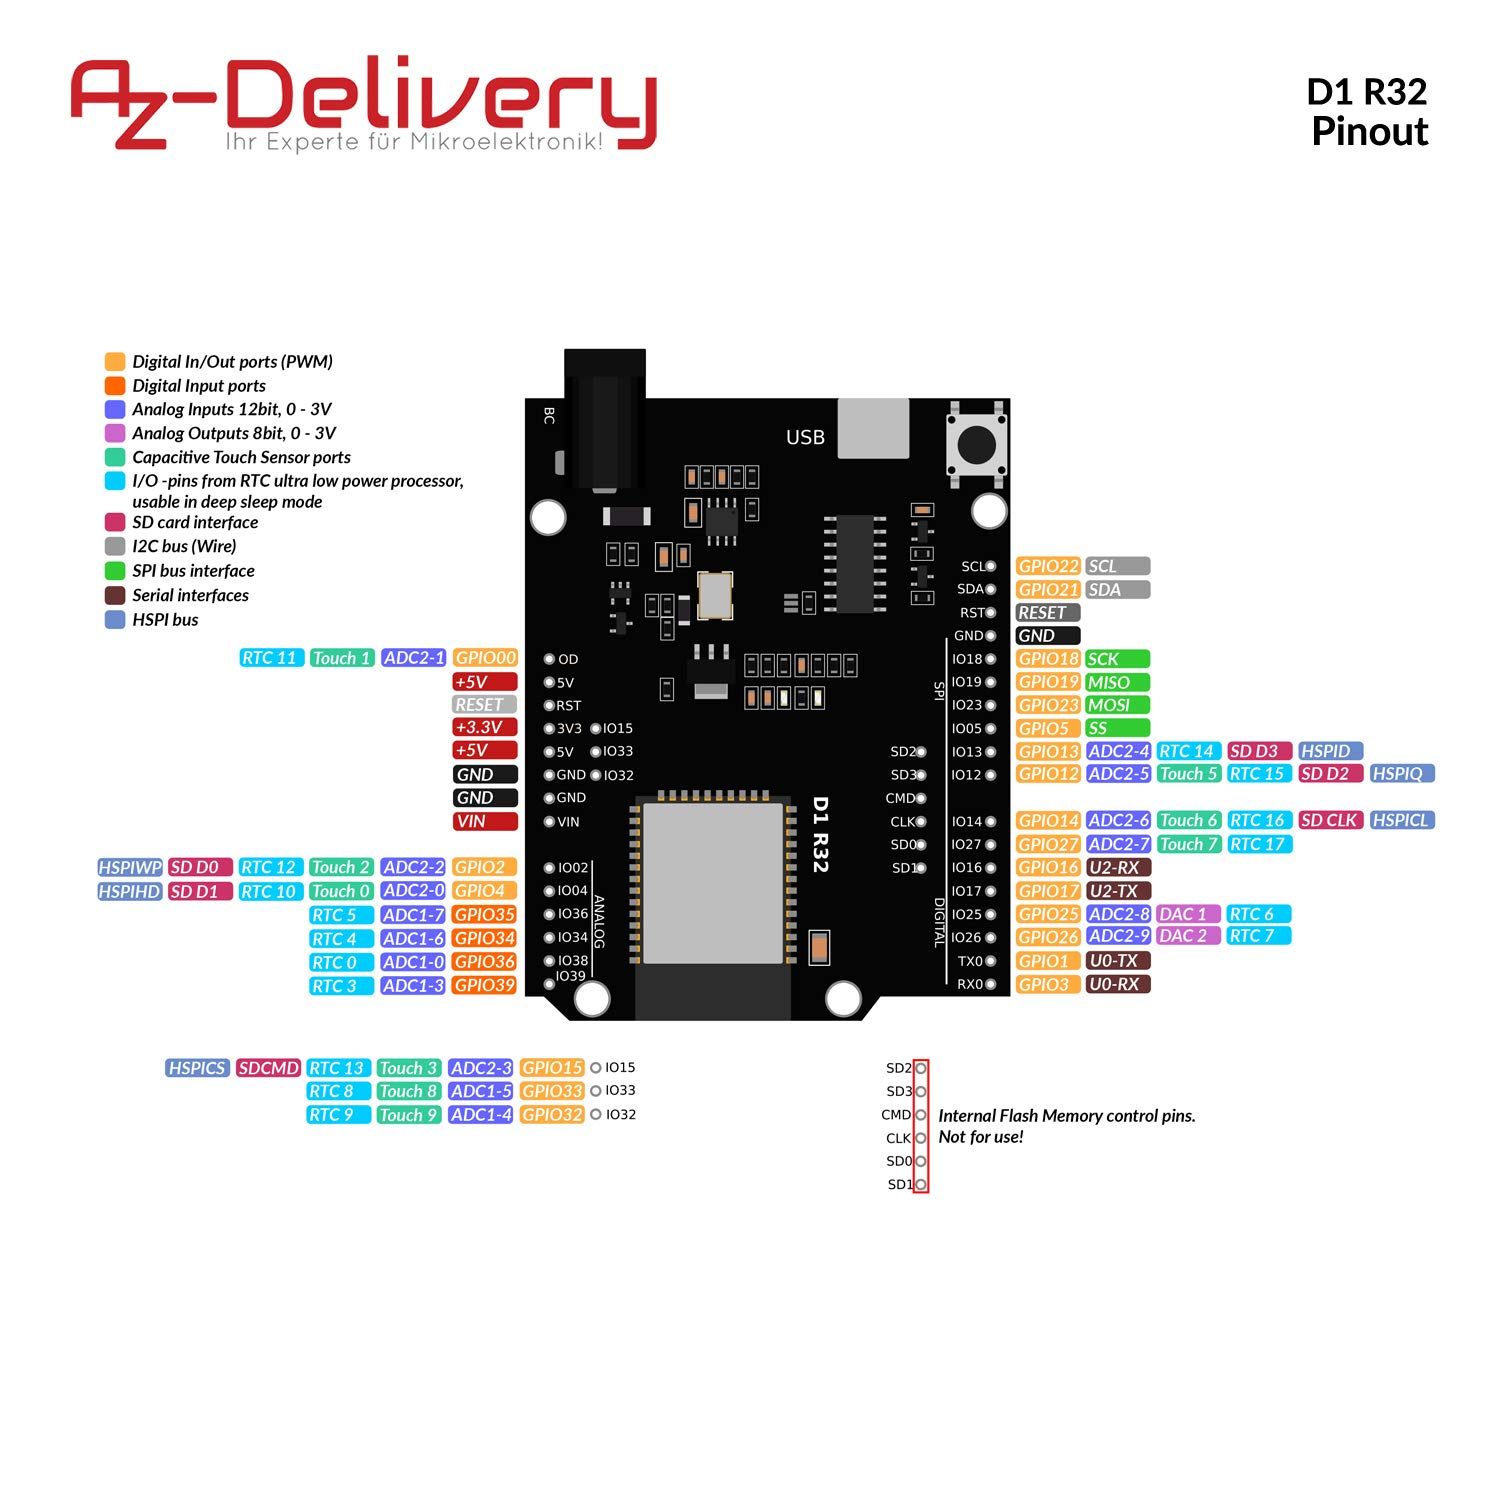 Az-Delivery
Ihr Experte für Mikroelektronik!
D1 R32
Pinout
Digital In/Out ports (PWM)
Digital Input ports
Analog Inputs 12bit, 0 - 3V
Analog Outputs 8bit, 0 - 3V
Capacitive Touch Sensor ports
I/O -pins from RTC ultra low power processor,
usable in deep sleep mode
SD card interface
I2C bus (Wire)
SPI bus interface
Serial interfaces
HSPI bus
BC
USB
RTC 11 Touch 1 ADC2-1 GPIO00 OD
+5V 5V
RESET RST
+3.3V 3V3 IO15
+5V 5V IO33
GND GND IO32
GND GND
VIN VIN
HSPIWP SD D0 RTC 12 Touch 2 ADC2-2 GPIO2 IO02
HSPIHD SD D1 RTC 10 Touch 0 ADC2-0 GPIO4 IO04
RTC 5 ADC1-7 GPIO35 IO36
RTC 4 ADC1-6 GPIO34 IO34
RTC 0 ADC1-0 GPIO36 IO38
RTC 3 ADC1-3 GPIO39 IO39
ANALOG
D1 R32
SD2
SD3
CMD
CLK
SD0
SD1
SPI
DIGITAL
SCL GPIO22 SCL
SDA GPIO21 SDA
RST RESET
GND GND
IO18 GPIO18 SCK
IO19 GPIO19 MISO
IO23 GPIO23 MOSI
IO05 GPIO5 SS
IO13 GPIO13 ADC2-4 RTC 14 SD D3 HSPID
IO12 GPIO12 ADC2-5 Touch 5 RTC 15 SD D2 HSPIQ
IO14 GPIO14 ADC2-6 Touch 6 RTC 16 SD CLK HSPICL
IO27 GPIO27 ADC2-7 Touch 7 RTC 17
IO16 GPIO16 U2-RX
IO17 GPIO17 U2-TX
IO25 GPIO25 ADC2-8 DAC 1 RTC 6
IO26 GPIO26 ADC2-9 DAC 2 RTC 7
TX0 GPIO1 U0-TX
RX0 GPIO3 U0-RX
HSPICS SDCMD RTC 13 Touch 3 ADC2-3 GPIO15 IO15
RTC 8 Touch 8 ADC1-5 GPIO33 IO33
RTC 9 Touch 9 ADC1-4 GPIO32 IO32
SD2
SD3
CMD
CLK
SD0
SD1
Internal Flash Memory control pins.
Not for use!